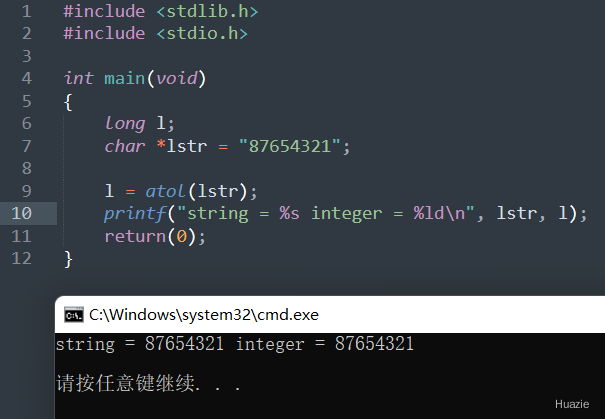 1 #include <stdlib.h>
2 #include <stdio.h>
3
4 int main(void)
5 {
6     long l;
7     char *lstr = "87654321";
8
9     l = atol(lstr);
10     printf("string = %s integer = %ld\n", lstr, l);
11     return(0);
12 }
C:\Windows\system32\cmd.exe
string = 87654321 integer = 87654321
请按任意键继续. . .
Huazie